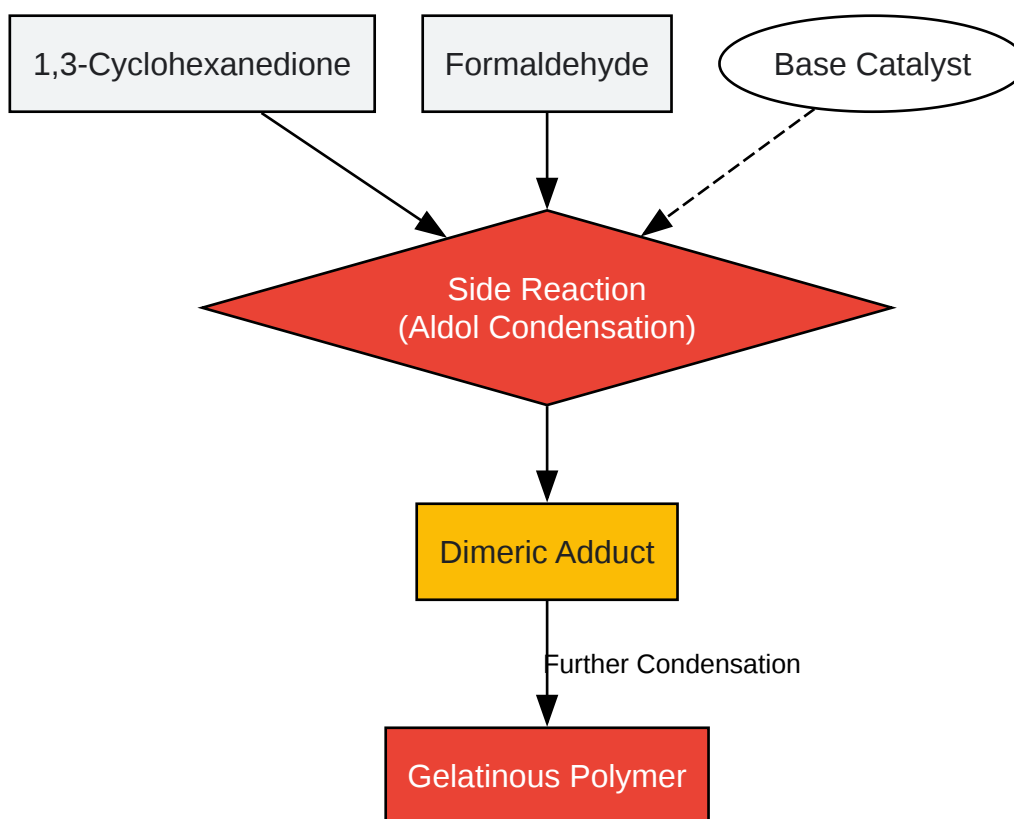 1,3-Cyclohexanedione
Formaldehyde
Base Catalyst
Side Reaction
(Aldol Condensation)
Dimeric Adduct
Further Condensation
Gelatinous Polymer